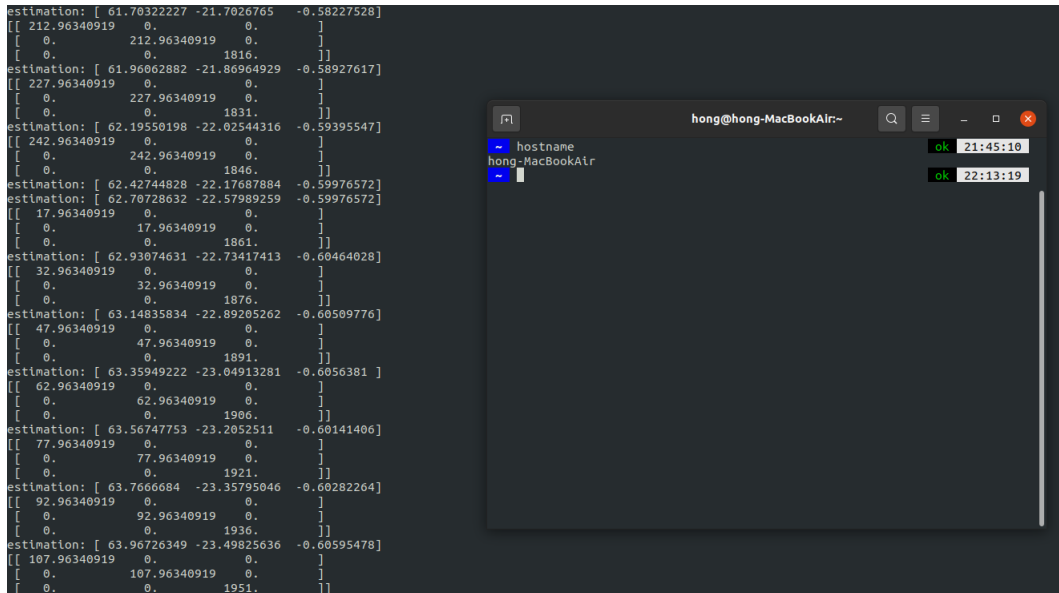 estimation: [ 61.70322227 -21.7026765   -0.58227528]
[[ 212.96340919    0.            0.        ]
 [   0.          212.96340919    0.        ]
 [   0.            0.         1816.        ]]
estimation: [ 61.96062882 -21.86964929  -0.58927617]
[[ 227.96340919    0.            0.        ]
 [   0.          227.96340919    0.        ]
 [   0.            0.         1831.        ]]
estimation: [ 62.19550198 -22.02544316  -0.59395547]
[[ 242.96340919    0.            0.        ]
 [   0.          242.96340919    0.        ]
 [   0.            0.         1846.        ]]
estimation: [ 62.42744828 -22.17687884  -0.59976572]
estimation: [ 62.70728632 -22.57989259  -0.59976572]
[[  17.96340919    0.            0.        ]
 [   0.           17.96340919    0.        ]
 [   0.            0.         1861.        ]]
estimation: [ 62.93074631 -22.73417413  -0.60464028]
[[  32.96340919    0.            0.        ]
 [   0.           32.96340919    0.        ]
 [   0.            0.         1876.        ]]
estimation: [ 63.14835834 -22.89205262  -0.60509776]
[[  47.96340919    0.            0.        ]
 [   0.           47.96340919    0.        ]
 [   0.            0.         1891.        ]]
estimation: [ 63.35949222 -23.04913281  -0.6056381 ]
[[  62.96340919    0.            0.        ]
 [   0.           62.96340919    0.        ]
 [   0.            0.         1906.        ]]
estimation: [ 63.56747753 -23.2052511   -0.60141406]
[[  77.96340919    0.            0.        ]
 [   0.           77.96340919    0.        ]
 [   0.            0.         1921.        ]]
estimation: [ 63.7666684  -23.35795046  -0.60282264]
[[  92.96340919    0.            0.        ]
 [   0.           92.96340919    0.        ]
 [   0.            0.         1936.        ]]
estimation: [ 63.96726349 -23.49825636  -0.60595478]
[[ 107.96340919    0.            0.        ]
 [   0.          107.96340919    0.        ]
 [   0.            0.         1951.        ]]
hong@hong-MacBookAir:~
~ hostname ok 21:45:10
hong-MacBookAir
~ ok 22:13:19